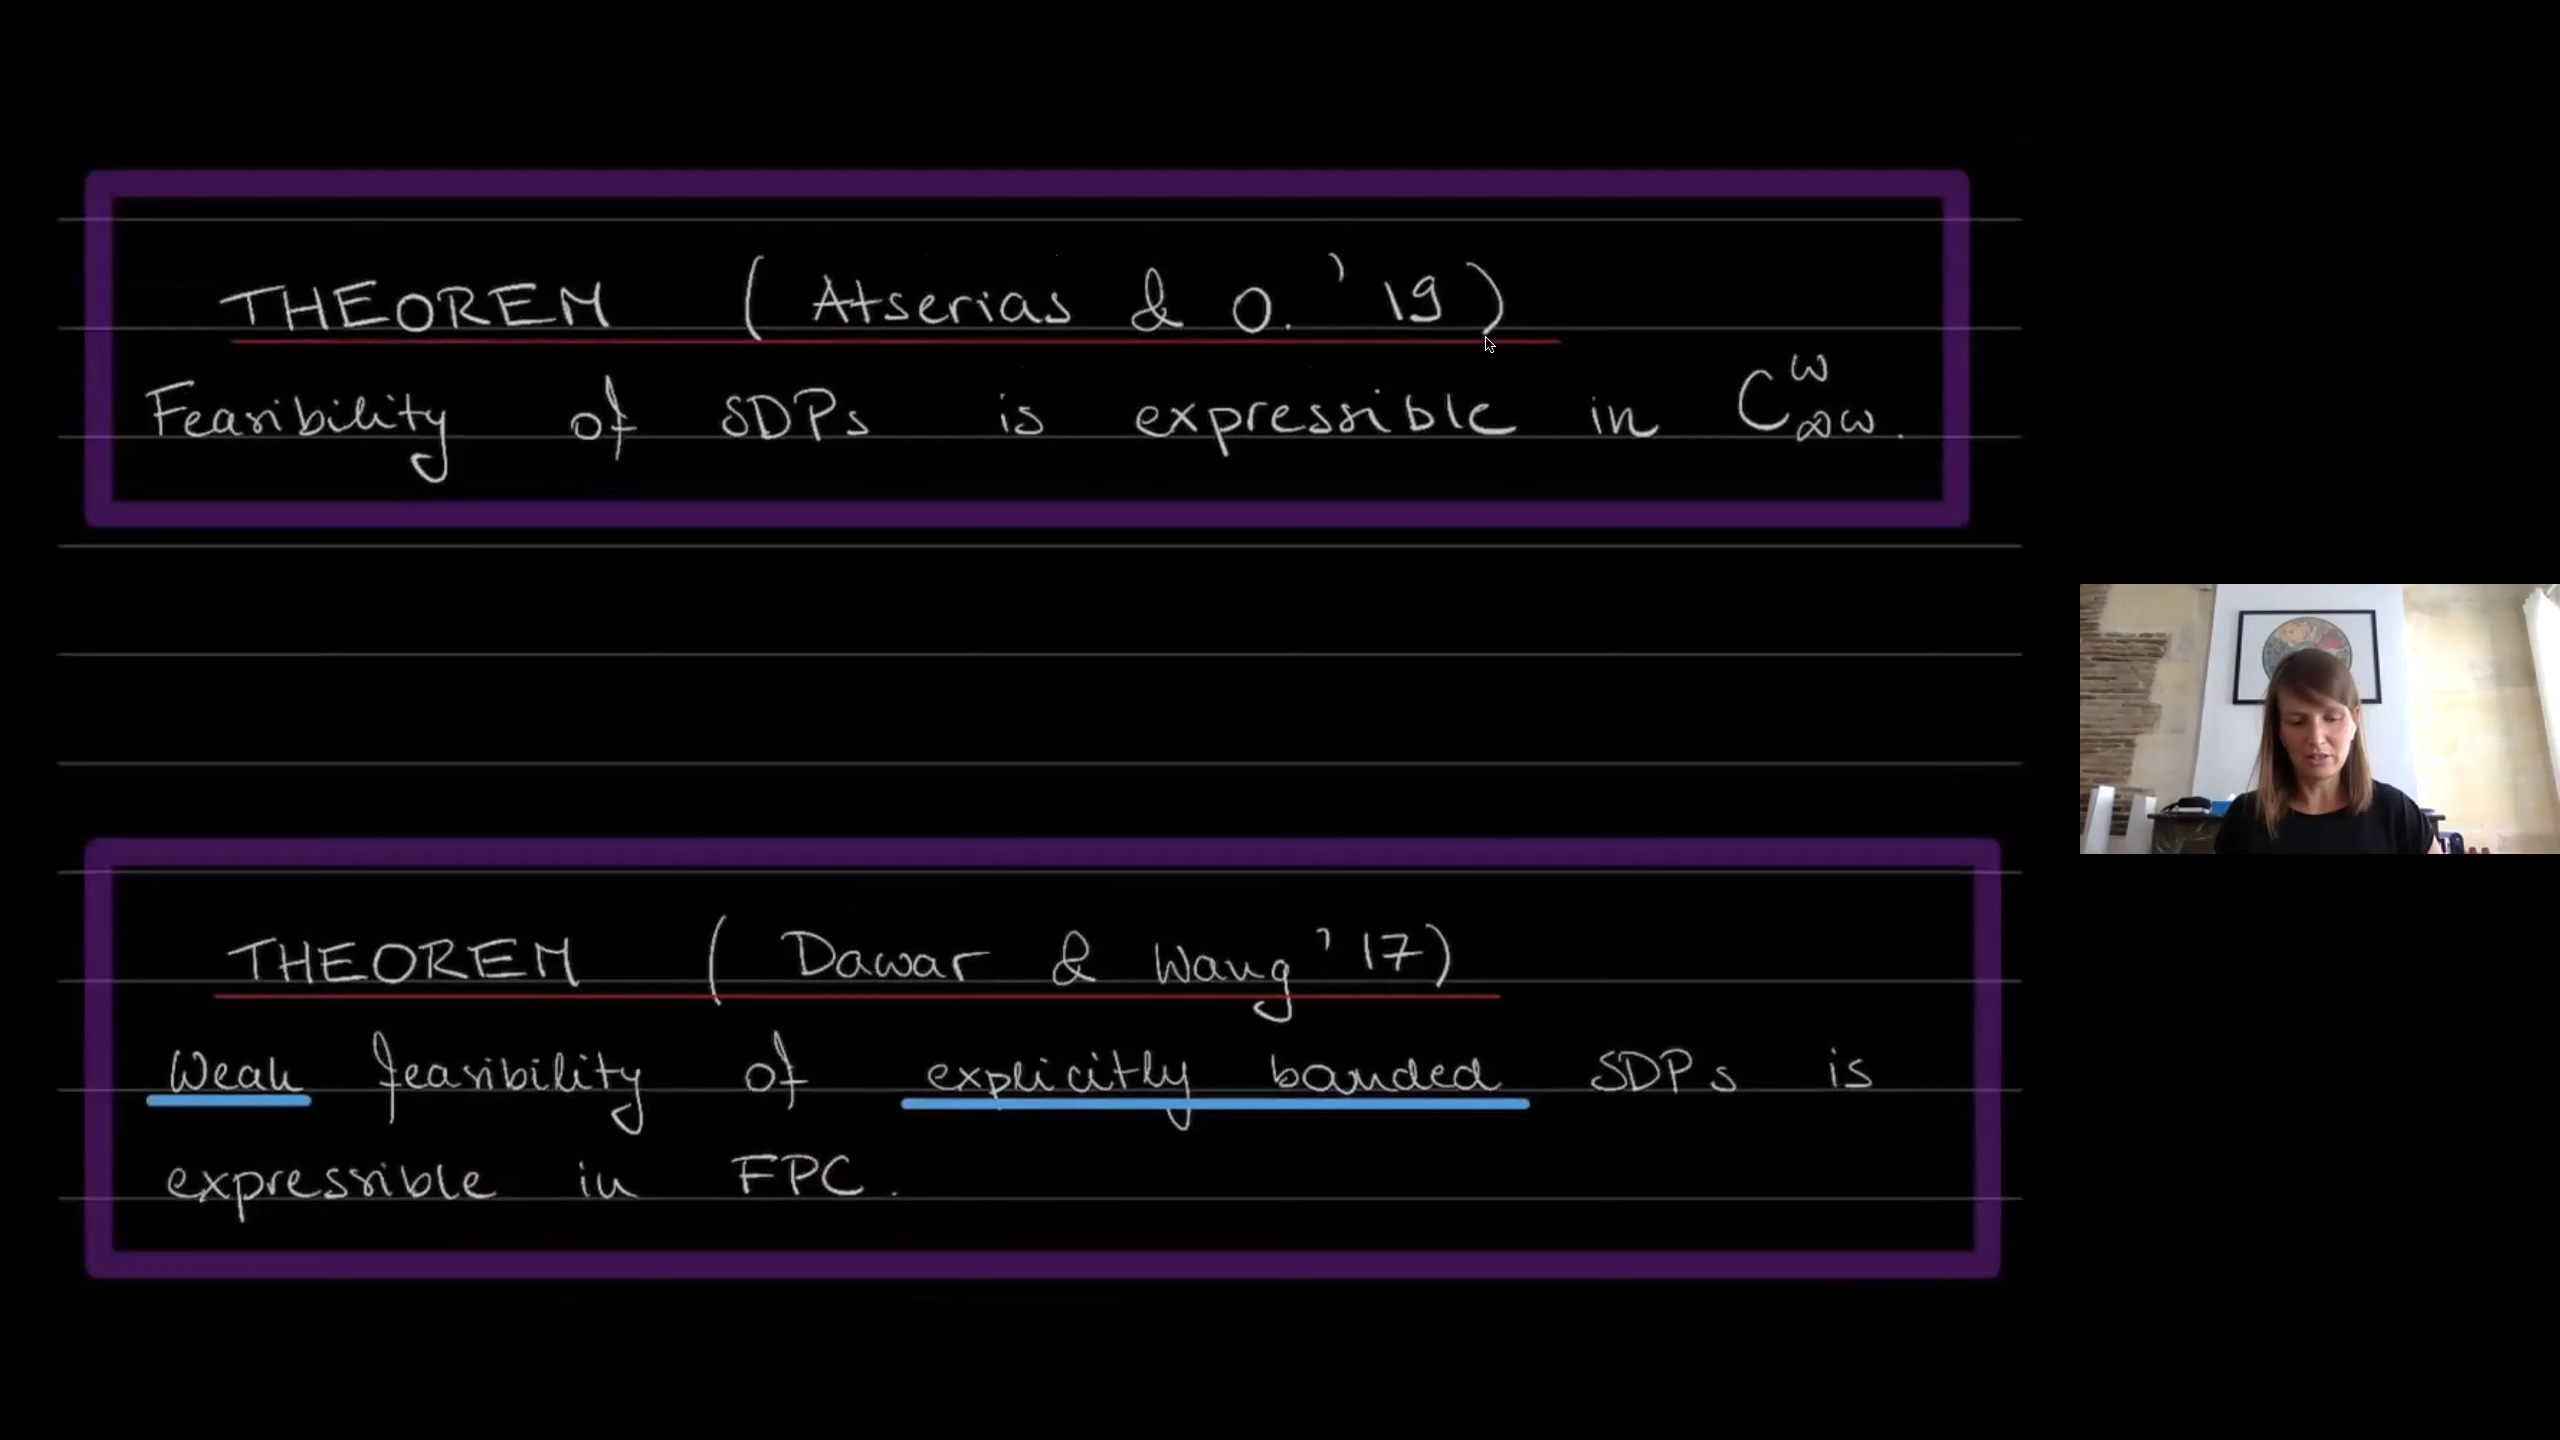 THEOREM (Atserias & O. '19)
Feasibility of SDPs is expressible in C^ω_∞ω.
THEOREM (Dawar & Wang '17)
Weak feasibility of explicitly bounded SDPs is
expressible in FPC.